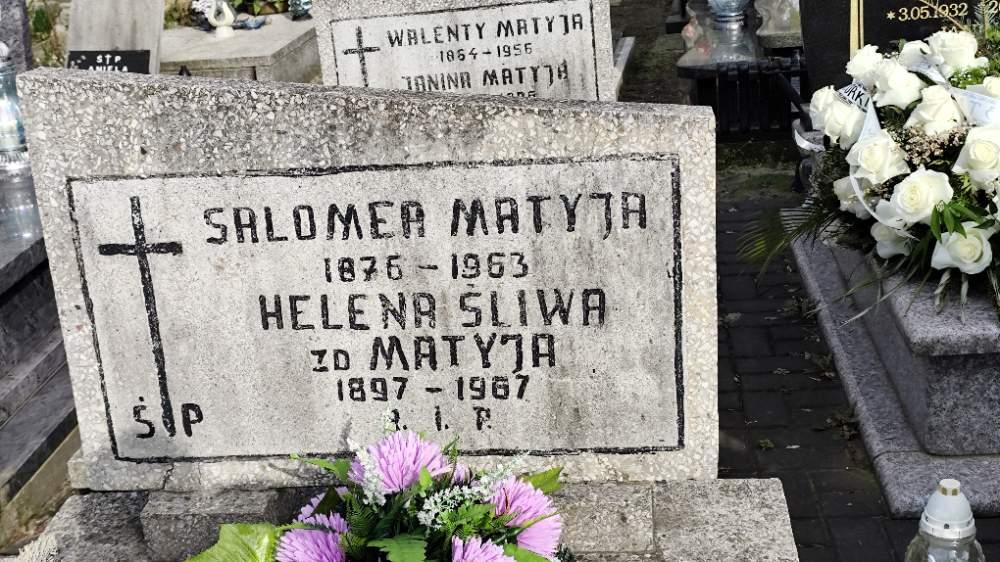 WALENTY MATYJA
1864-1956
JANINA MATYJA
Ś†P
ANIELA
*3.05.1932
SALOMEA MATYJA
1876-1963
HELENA ŚLIWA
ZD MATYJA
1897-1967
R. I. P.
Ś P